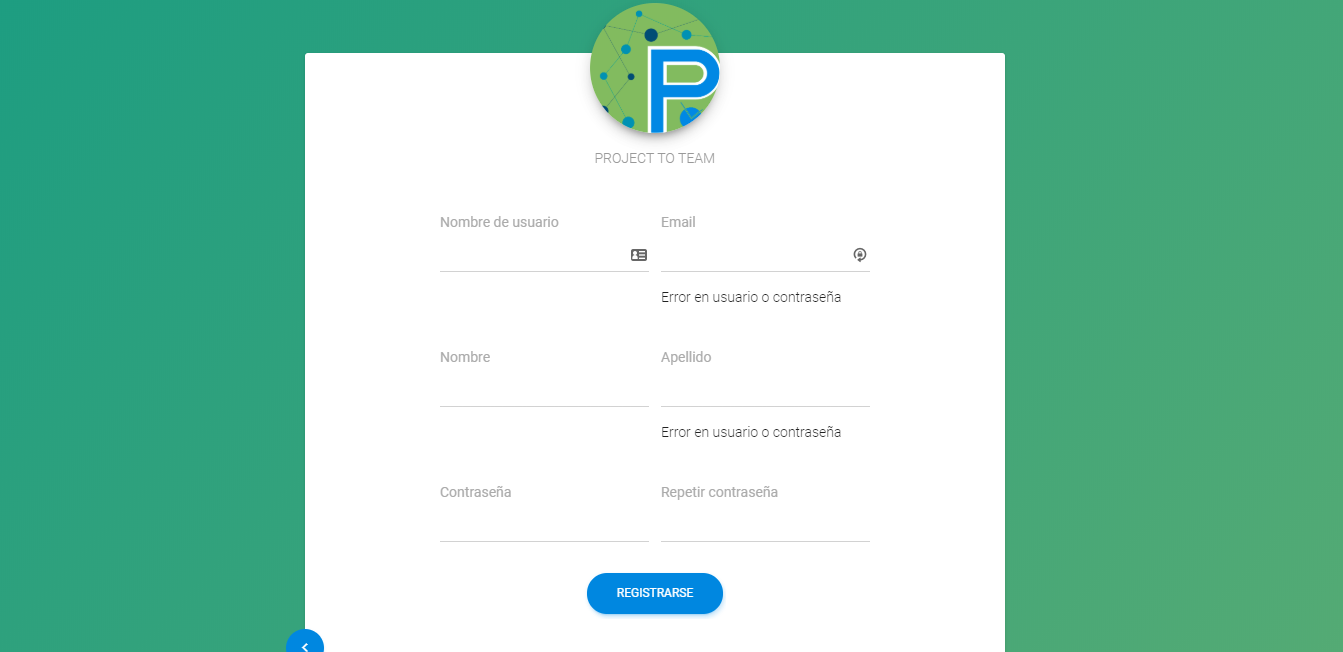 P
PROJECT TO TEAM
Nombre de usuario
Email
Error en usuario o contraseña
Nombre
Apellido
Error en usuario o contraseña
Contraseña
Repetir contraseña
REGISTRARSE